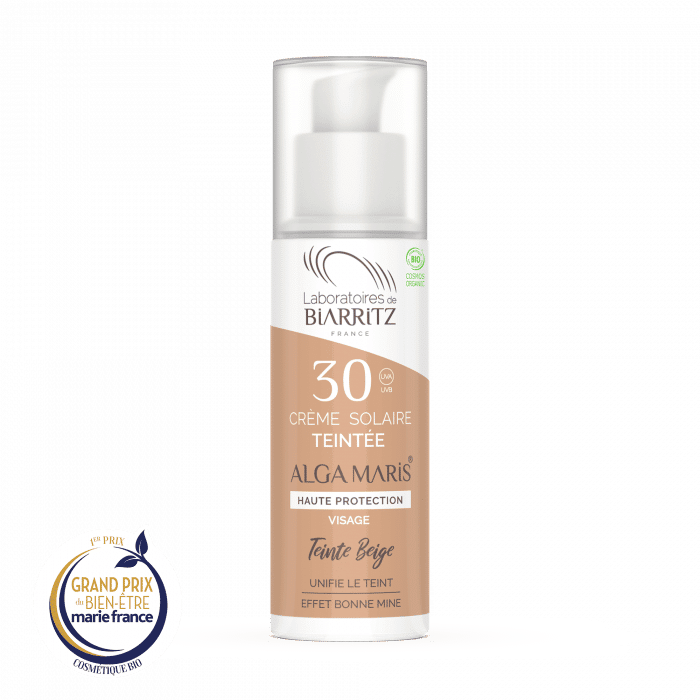 Laboratoires de
BIARRITZ
FRANCE
BIO
COSMOS
ORGANIC
30
UVA
UVB
CRÈME SOLAIRE
TEINTÉE
ALGA MARIS®
HAUTE PROTECTION
VISAGE
Teinte Beige
UNIFIE LE TEINT
EFFET BONNE MINE
1er PRIX
GRAND PRIX
du BIEN-ÊTRE
marie france
COSMÉTIQUE BIO